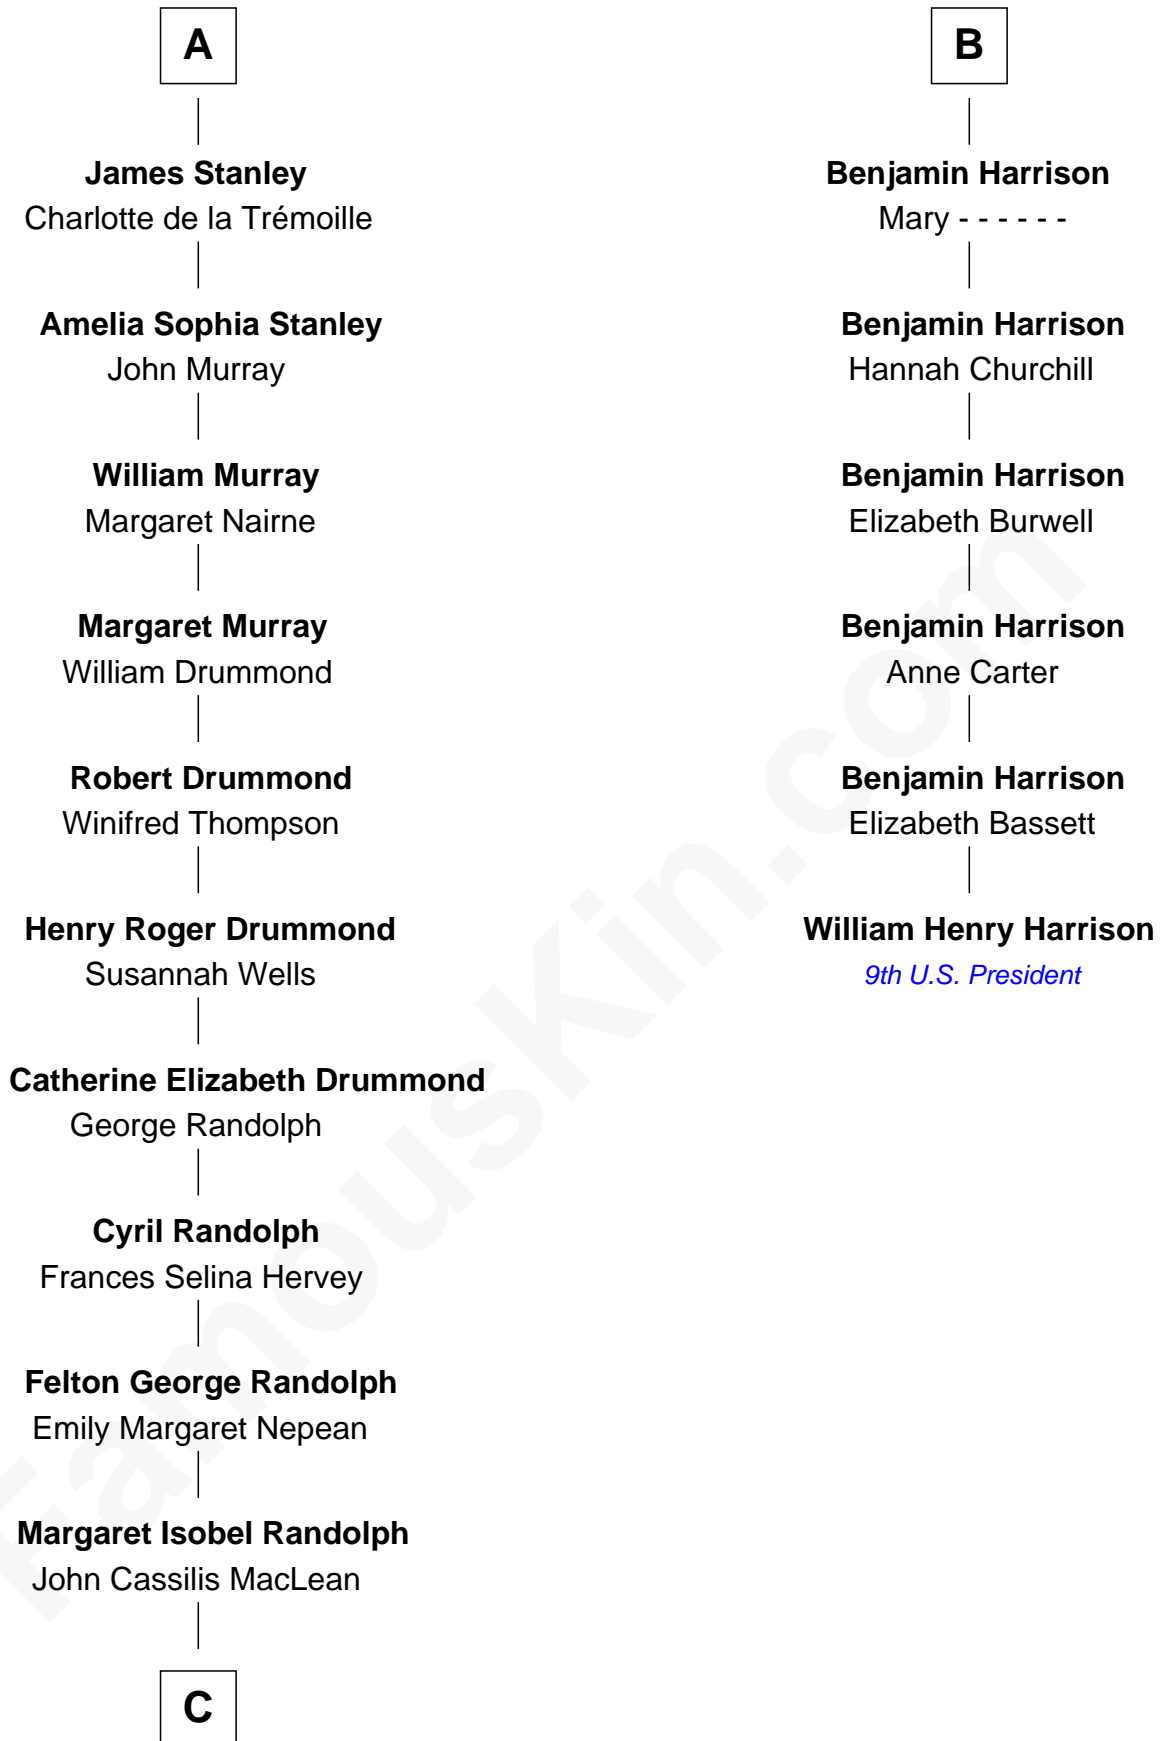 A
James Stanley
Charlotte de la Trémoille
Amelia Sophia Stanley
John Murray
William Murray
Margaret Nairne
Margaret Murray
William Drummond
Robert Drummond
Winifred Thompson
Henry Roger Drummond
Susannah Wells
Catherine Elizabeth Drummond
George Randolph
Cyril Randolph
Frances Selina Hervey
Felton George Randolph
Emily Margaret Nepean
Margaret Isobel Randolph
John Cassilis MacLean
C
B
Benjamin Harrison
Mary - - - - - -
Benjamin Harrison
Hannah Churchill
Benjamin Harrison
Elizabeth Burwell
Benjamin Harrison
Anne Carter
Benjamin Harrison
Elizabeth Bassett
William Henry Harrison
9th U.S. President
FamousKin.com